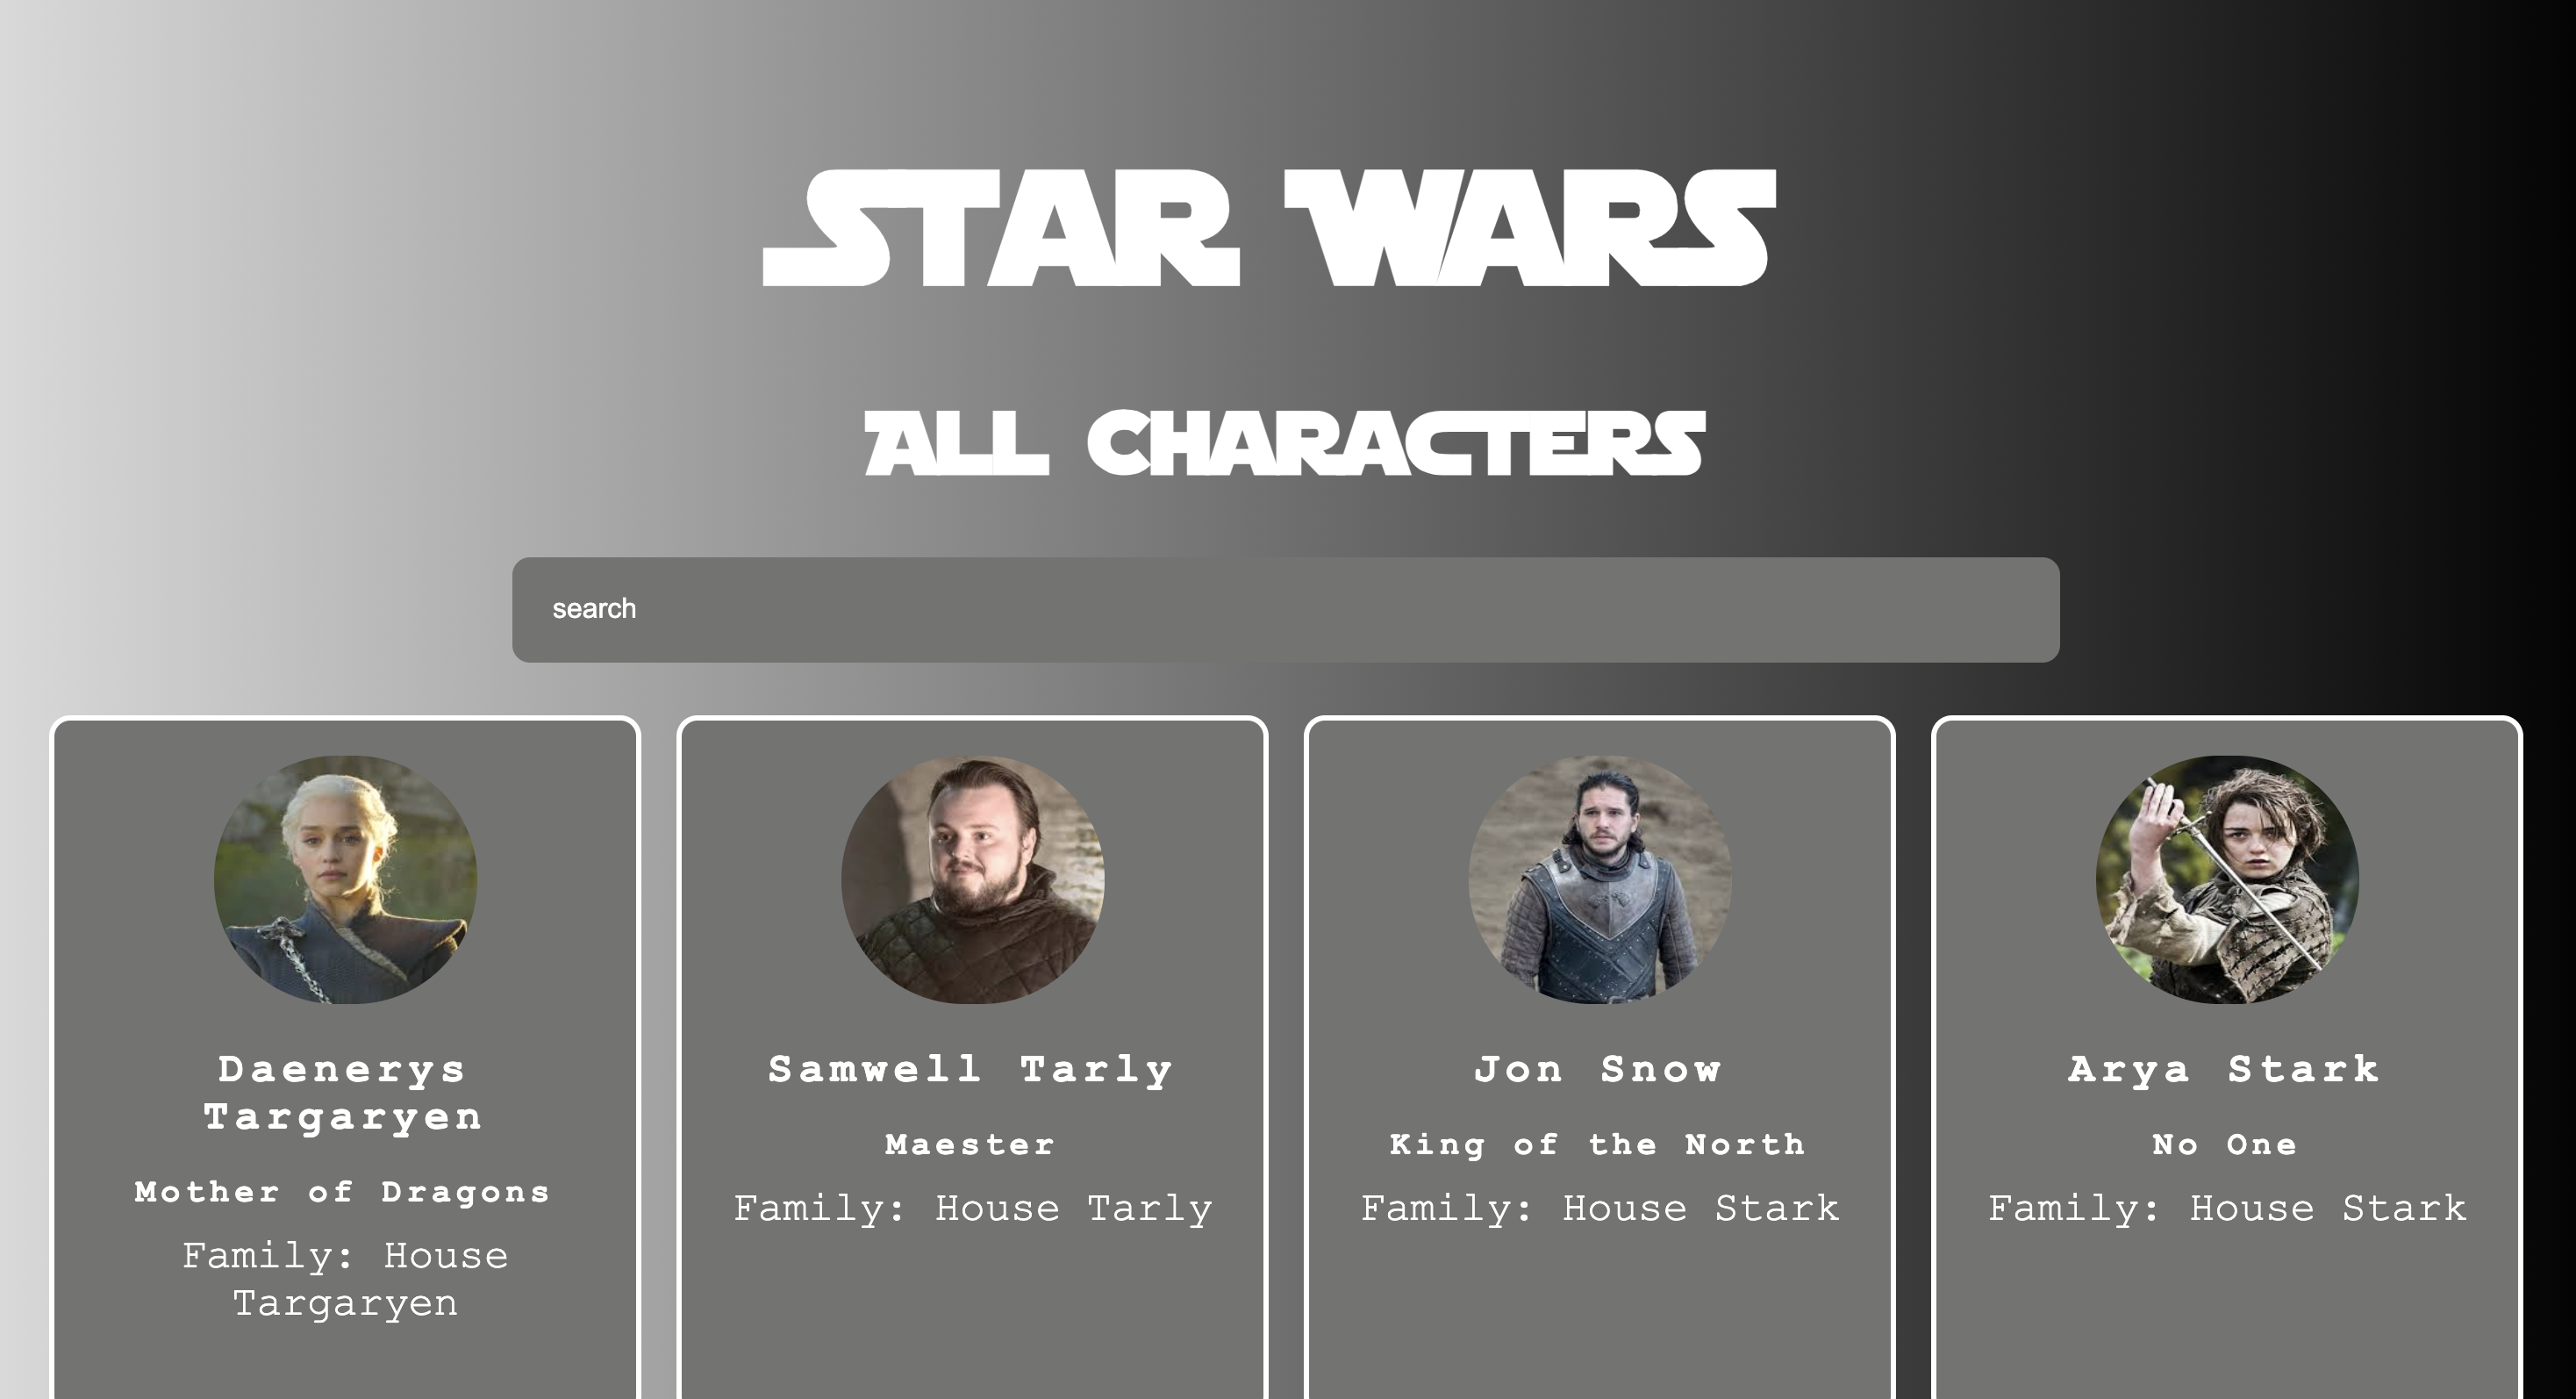 STAR WARS
ALL CHARACTERS
search
Daenerys
Targaryen
Mother of Dragons
Family: House
Targaryen
Samwell Tarly
Maester
Family: House Tarly
Jon Snow
King of the North
Family: House Stark
Arya Stark
No One
Family: House Stark